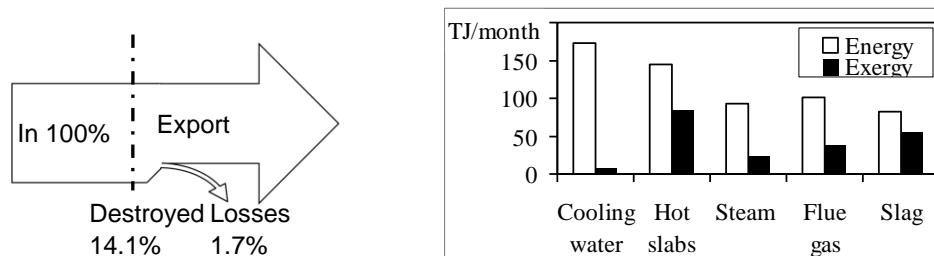 In 100%
Export
Destroyed Losses
14.1% 1.7%
TJ/month
Energy
Exergy
150
100
50
0
Cooling water
Hot slabs
Steam
Flue gas
Slag